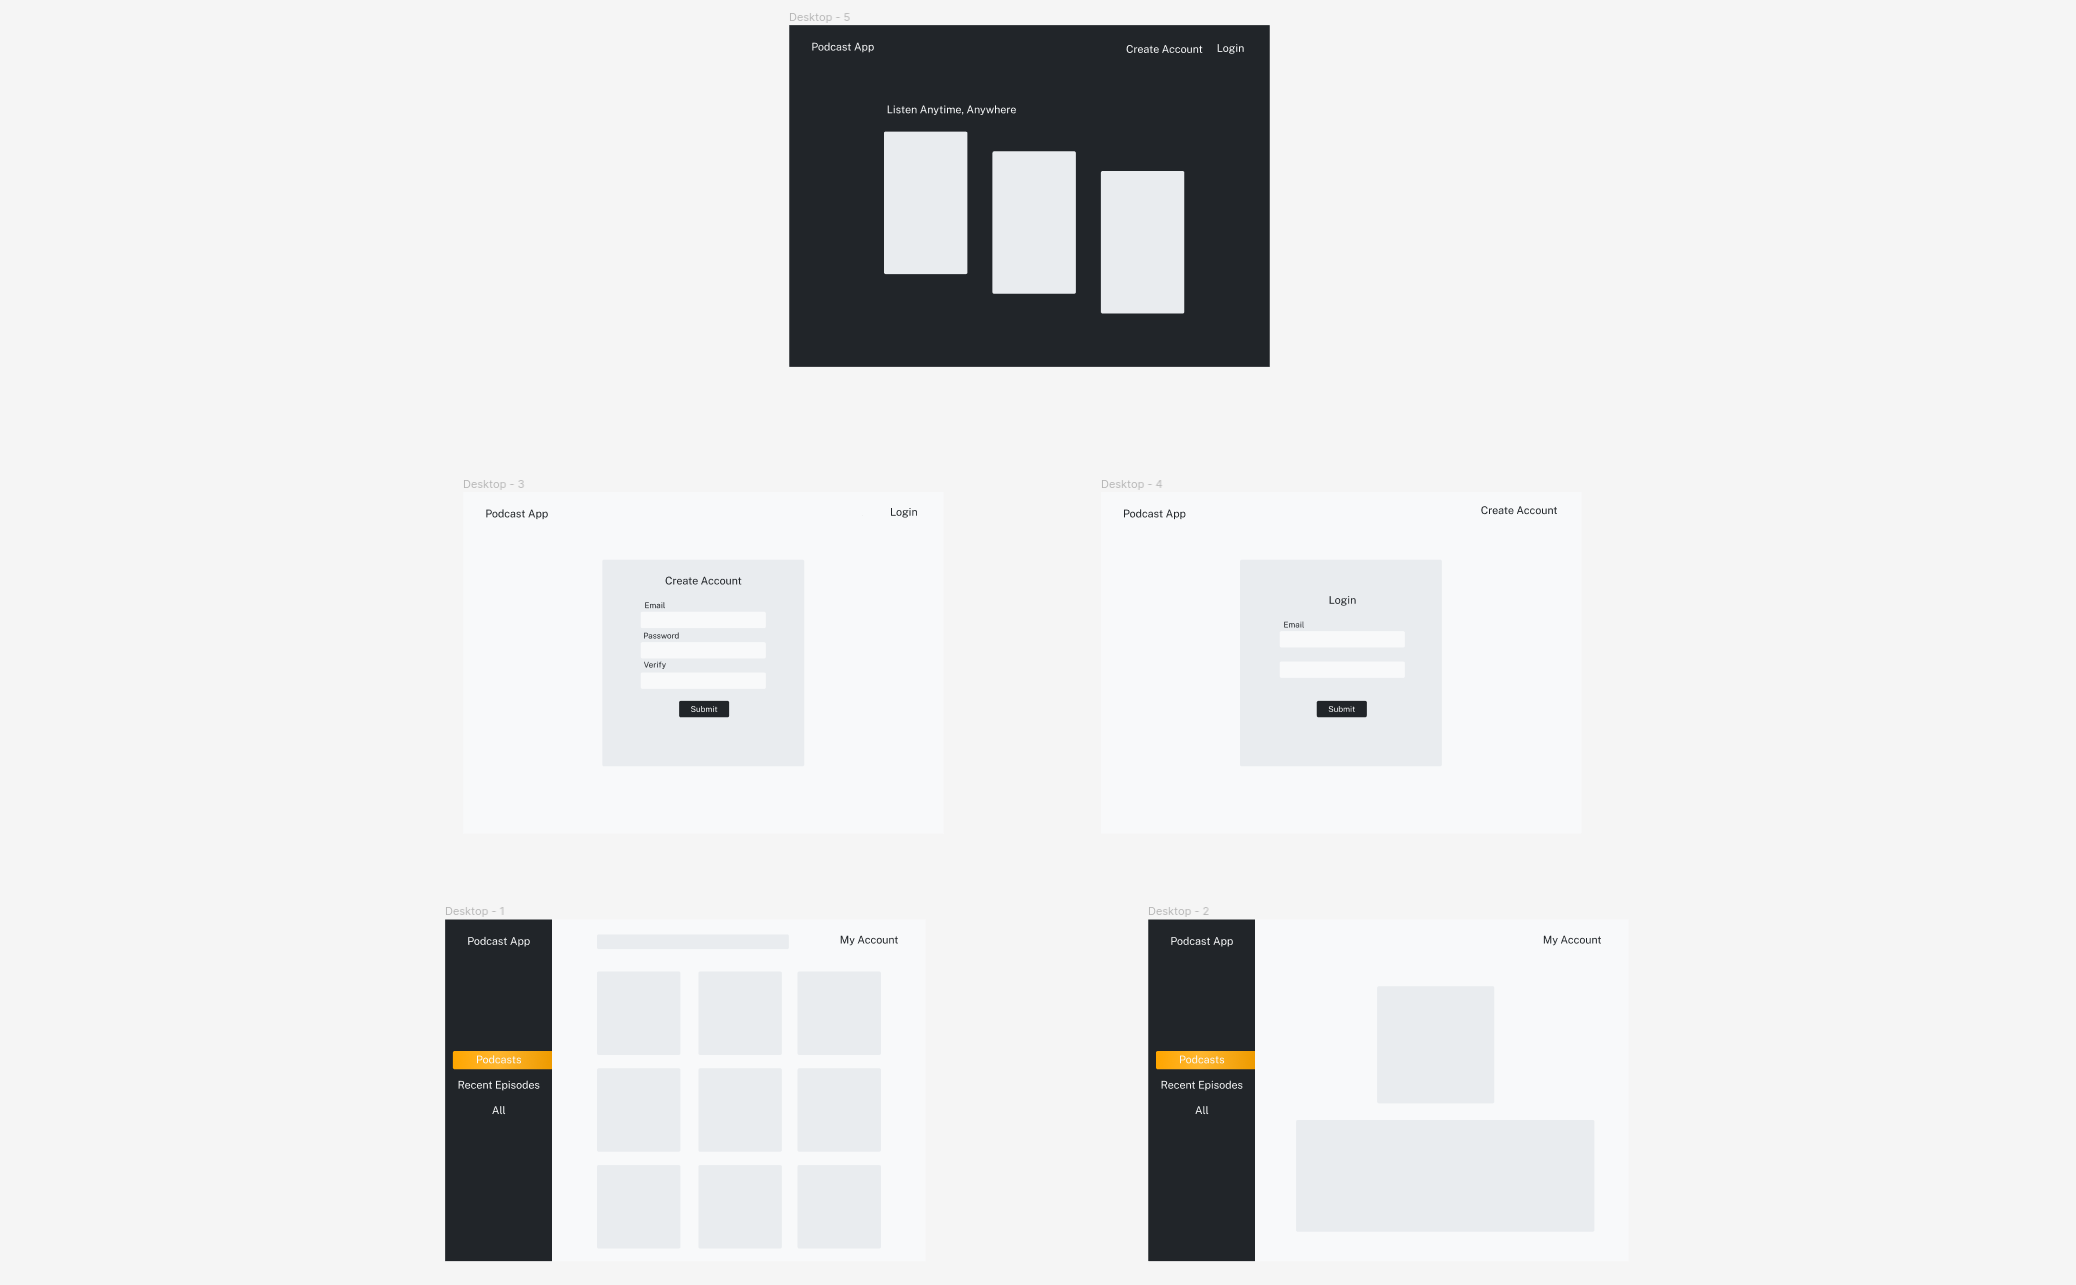 Desktop - 5
Podcast App
Create Account
Login
Listen Anytime, Anywhere
Desktop - 3
Podcast App
Login
Create Account
Email
Password
Verify
Submit
Desktop - 4
Podcast App
Create Account
Login
Email
Submit
Desktop - 1
Podcast App
My Account
Podcasts
Recent Episodes
All
Desktop - 2
Podcast App
My Account
Podcasts
Recent Episodes
All